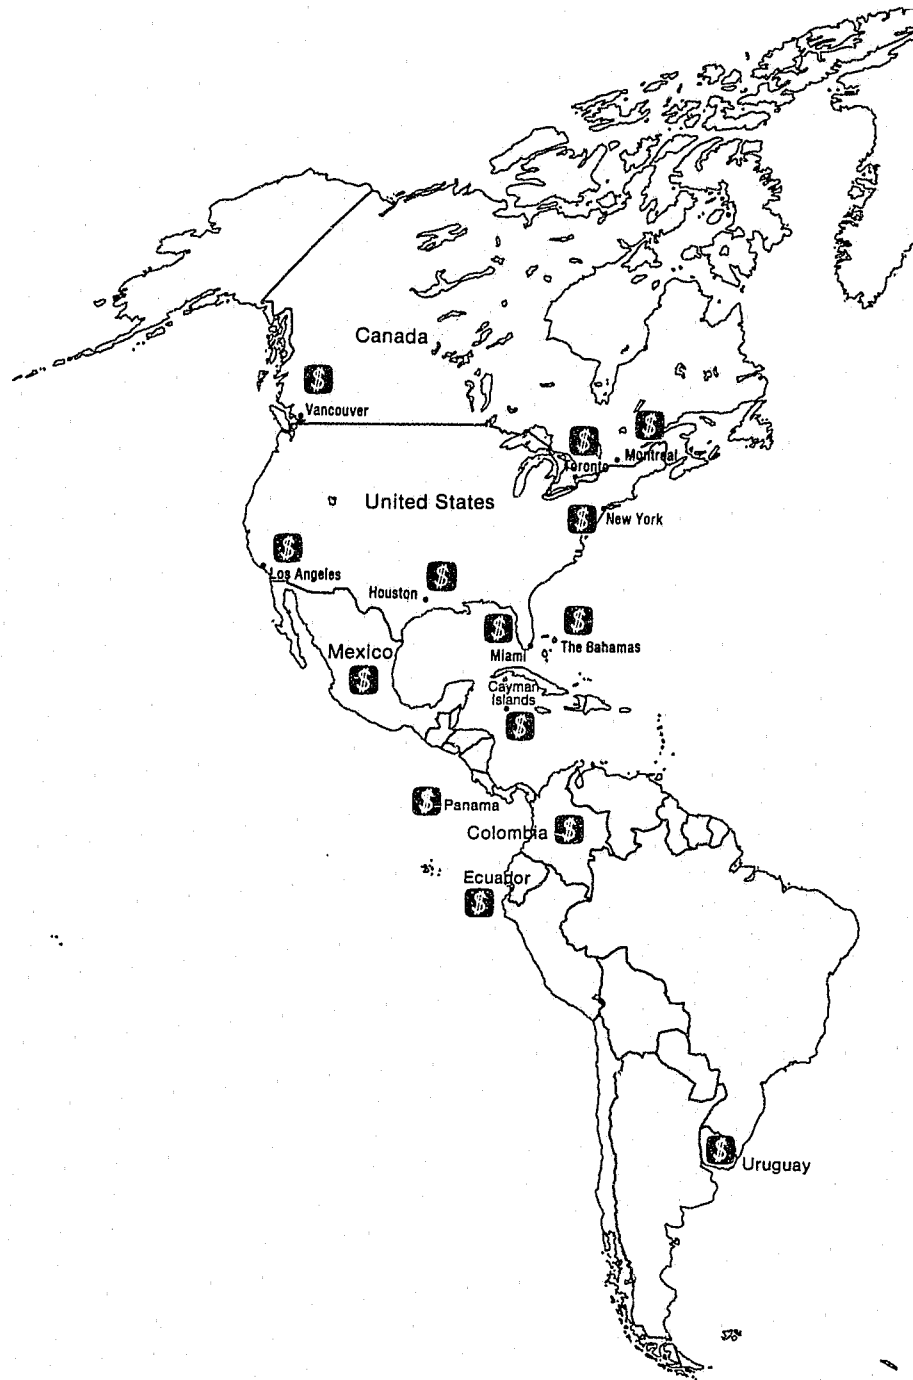 Canada
$
Vancouver
$
$
Toronto
Montreal
United States
$
New York
$
Los Angeles
$
Houston
$
Miami
$
The Bahamas
Mexico
$
Cayman
Islands
$
$
Panama
Colombia
$
Ecuador
$
$
Uruguay